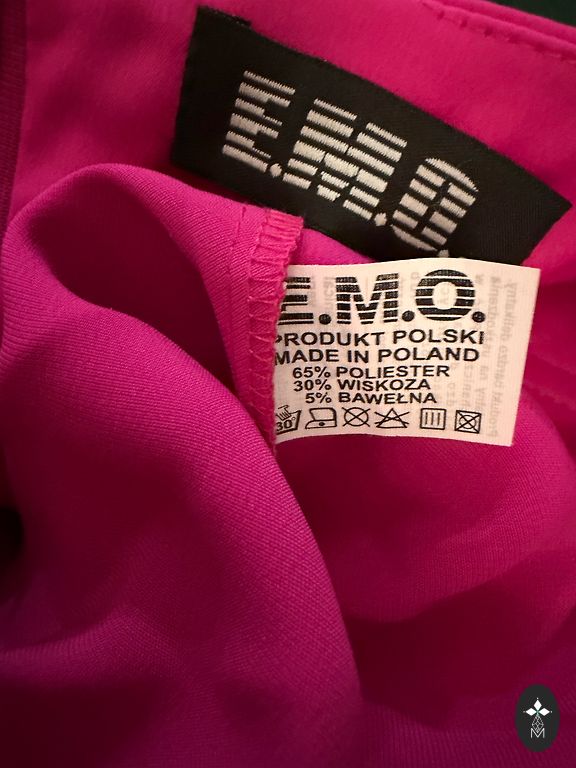 E.M.O.
E.M.O.
PRODUKT POLSKI
MADE IN POLAND
65% POLIESTER
30% WISKOZA
5% BAWEŁNA
30°
M